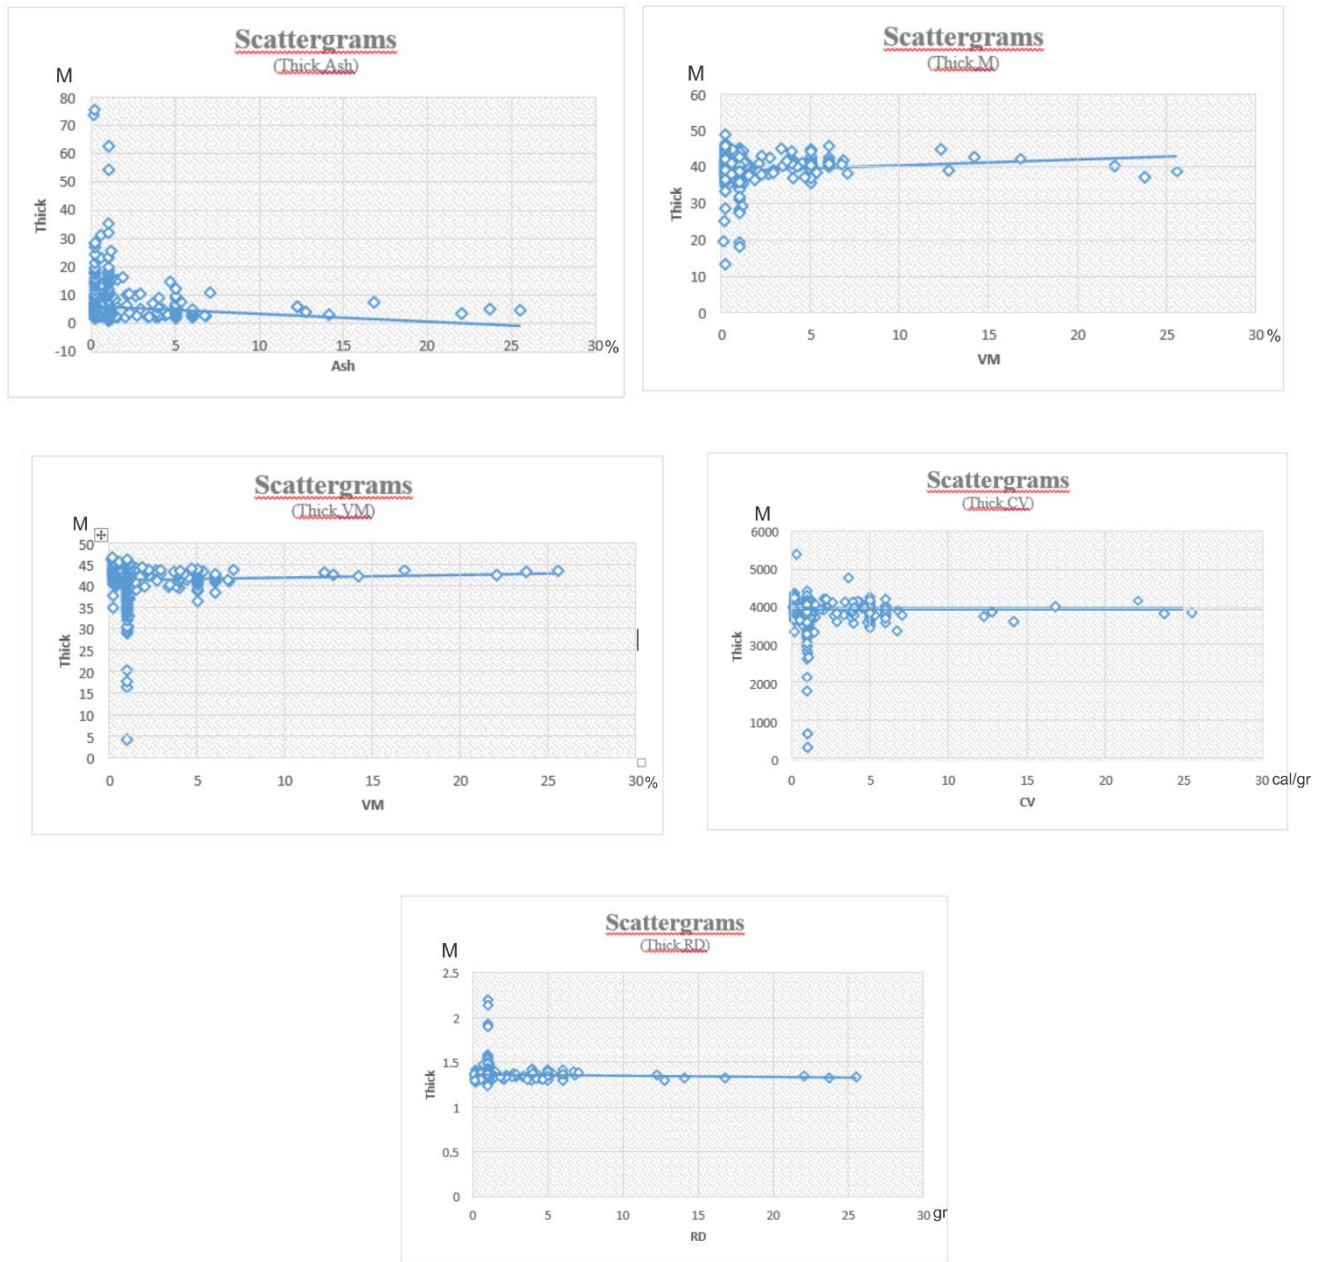 Scattergrams
(Thick.Ash)
M
80
70
60
50
40
30
20
10
0
-10
Thick
0 5 10 15 20 25 30 %
Ash
Scattergrams
(Thick.M)
M
60
50
40
30
20
10
0
Thick
0 5 10 15 20 25 30 %
VM
Scattergrams
(Thick.VM)
M
50
45
40
35
30
25
20
15
10
5
0
Thick
0 5 10 15 20 25 30 %
VM
Scattergrams
(Thick.CV)
M
6000
5000
4000
3000
2000
1000
0
Thick
0 5 10 15 20 25 30 cal/gr
CV
Scattergrams
(Thick.RD)
M
2.5
2
1.5
1
0.5
0
Thick
0 5 10 15 20 25 30 gr
RD